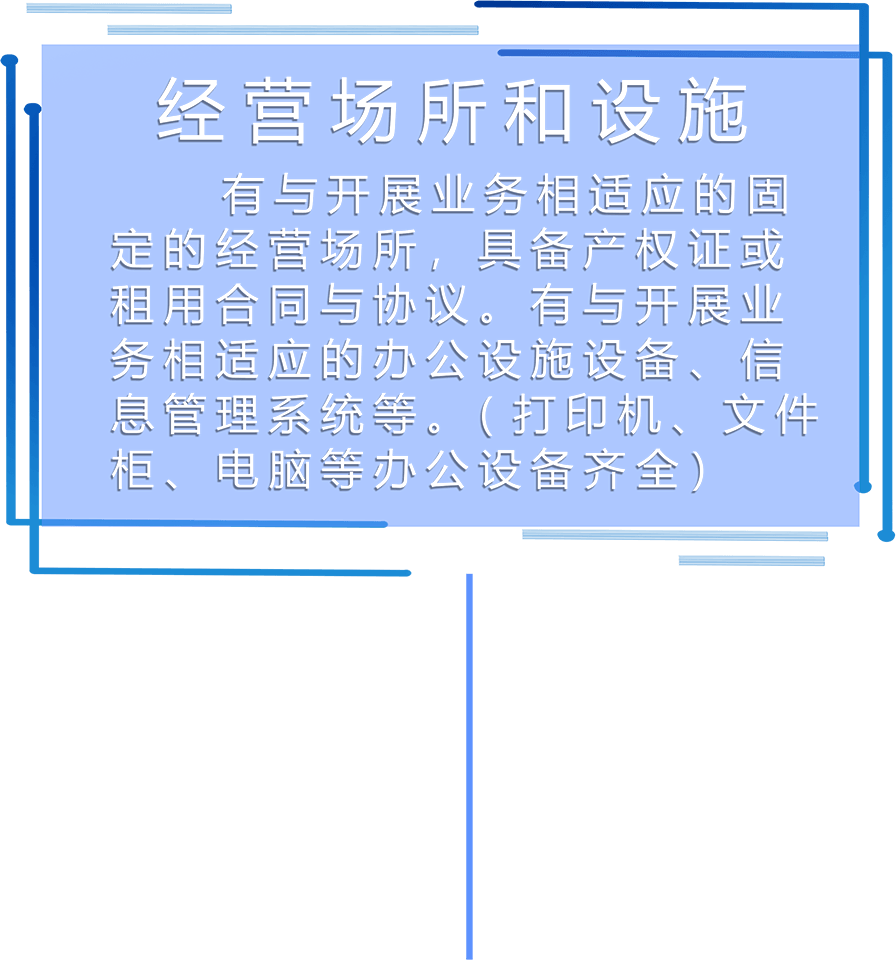 经营场所和设施
有与开展业务相适应的固
定的经营场所，具备产权证或
租用合同与协议。有与开展业
务相适应的办公设施设备、信
息管理系统等。（打印机、文件
柜、电脑等办公设备齐全）